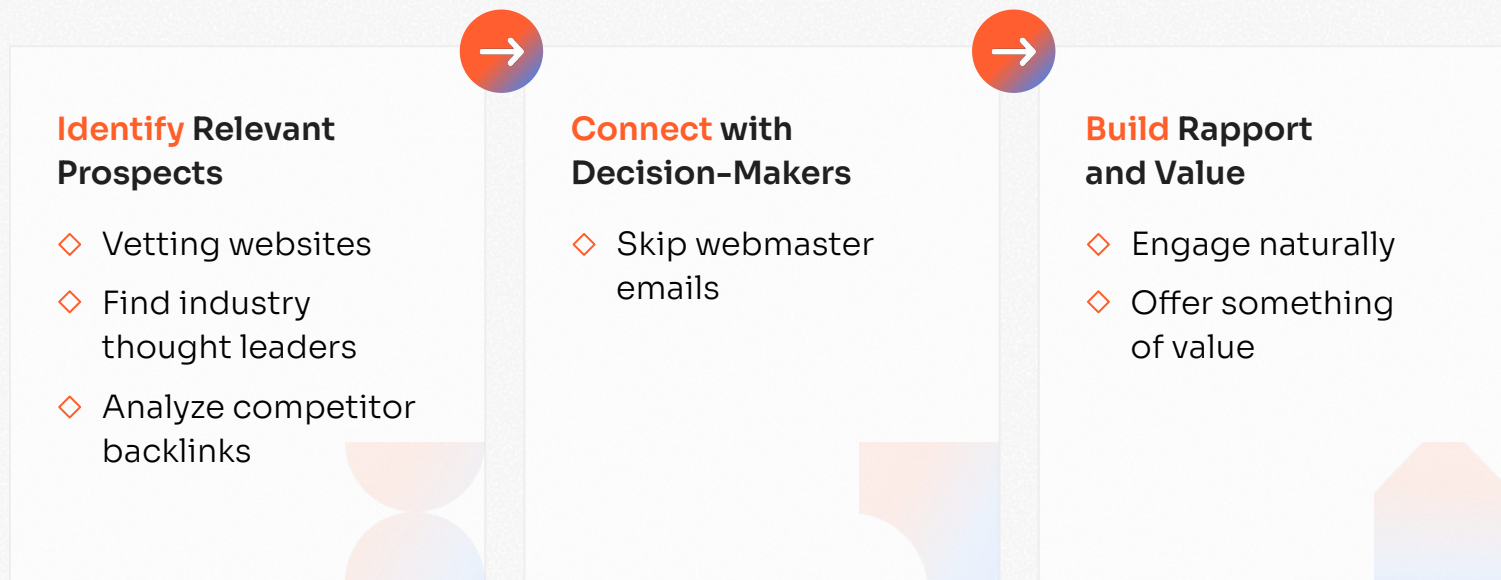 Identify Relevant
Prospects
Vetting websites
Find industry
thought leaders
Analyze competitor
backlinks
Connect with
Decision-Makers
Skip webmaster
emails
Build Rapport
and Value
Engage naturally
Offer something
of value